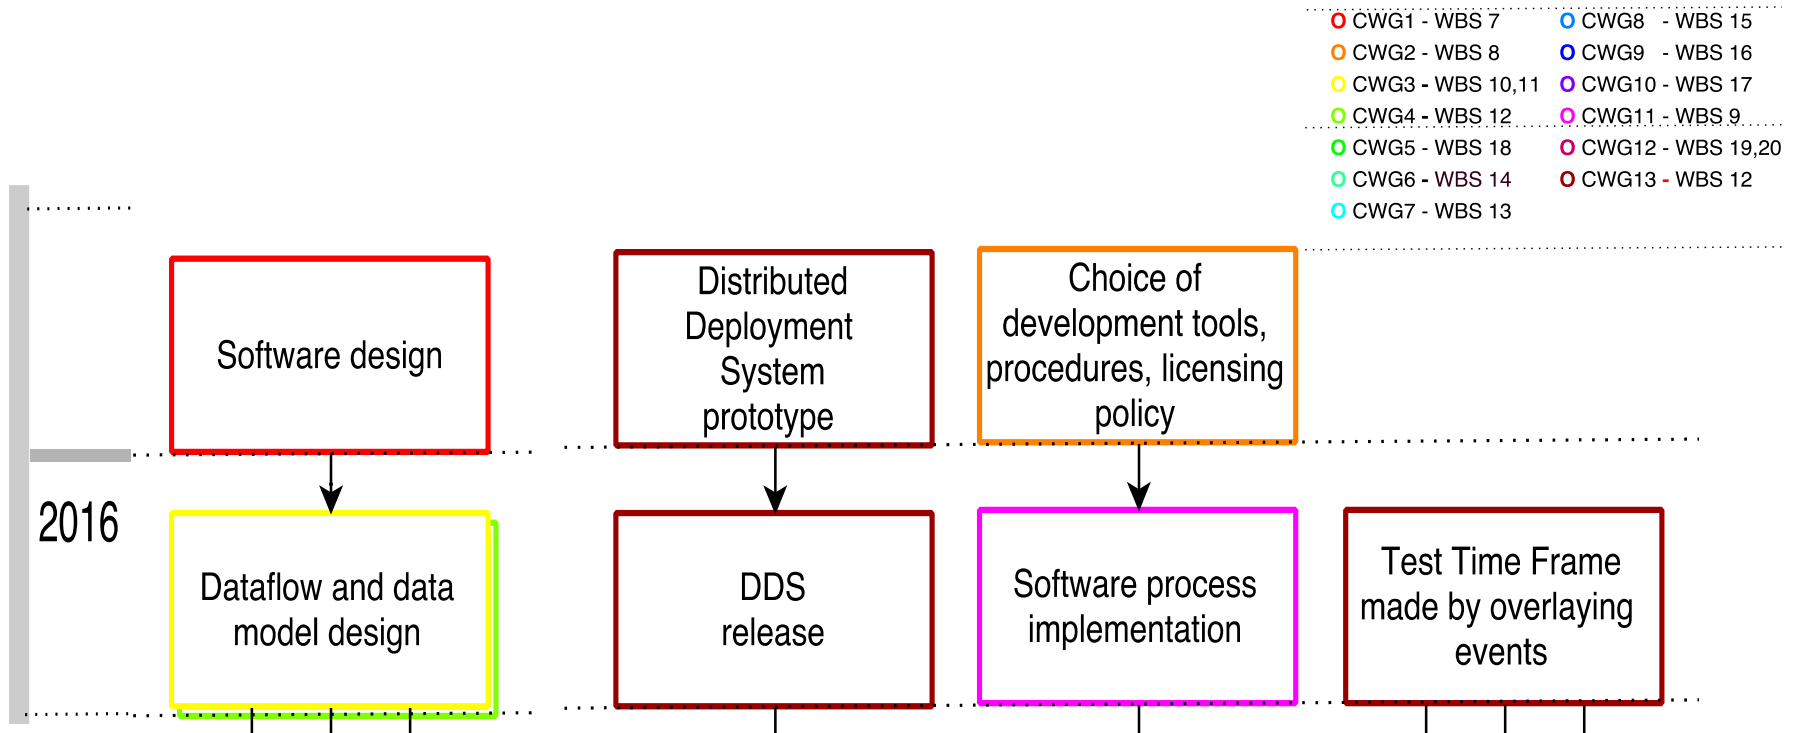 O CWG1 - WBS 7
O CWG2 - WBS 8
O CWG3 - WBS 10,11
O CWG4 - WBS 12
O CWG5 - WBS 18
O CWG6 - WBS 14
O CWG7 - WBS 13
O CWG8 - WBS 15
O CWG9 - WBS 16
O CWG10 - WBS 17
O CWG11 - WBS 9
O CWG12 - WBS 19,20
O CWG13 - WBS 12
Software design
Distributed
Deployment
System
prototype
Choice of
development tools,
procedures, licensing
policy
2016
Dataflow and data
model design
DDS
release
Software process
implementation
Test Time Frame
made by overlaying
events